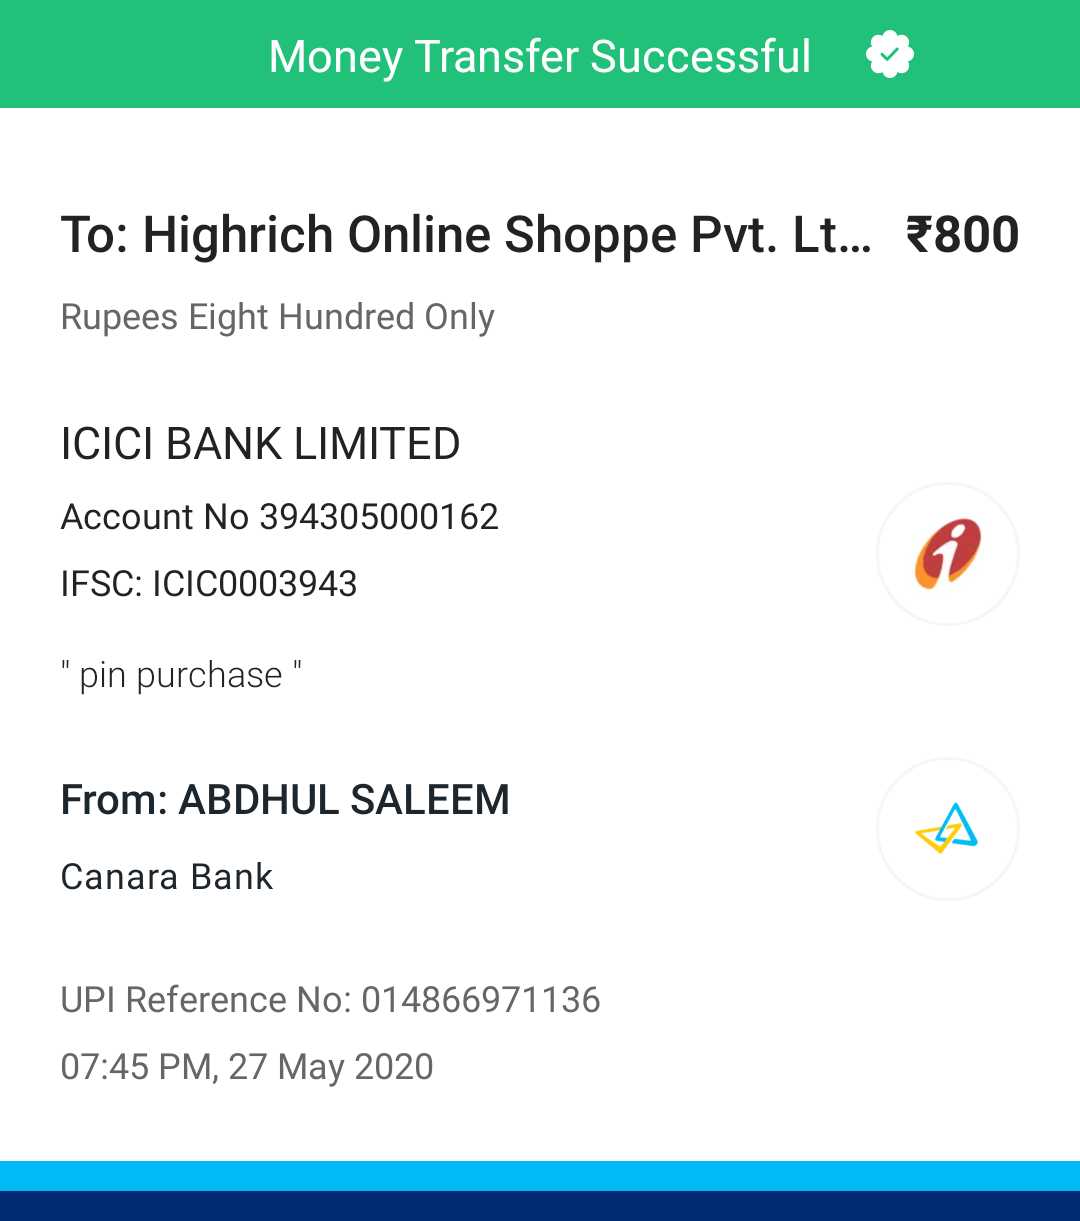 Money Transfer Successful
To: Highrich Online Shoppe Pvt. Lt... ₹800
Rupees Eight Hundred Only
ICICI BANK LIMITED
Account No 394305000162
IFSC: ICIC0003943
" pin purchase "
From: ABDHUL SALEEM
Canara Bank
UPI Reference No: 014866971136
07:45 PM, 27 May 2020